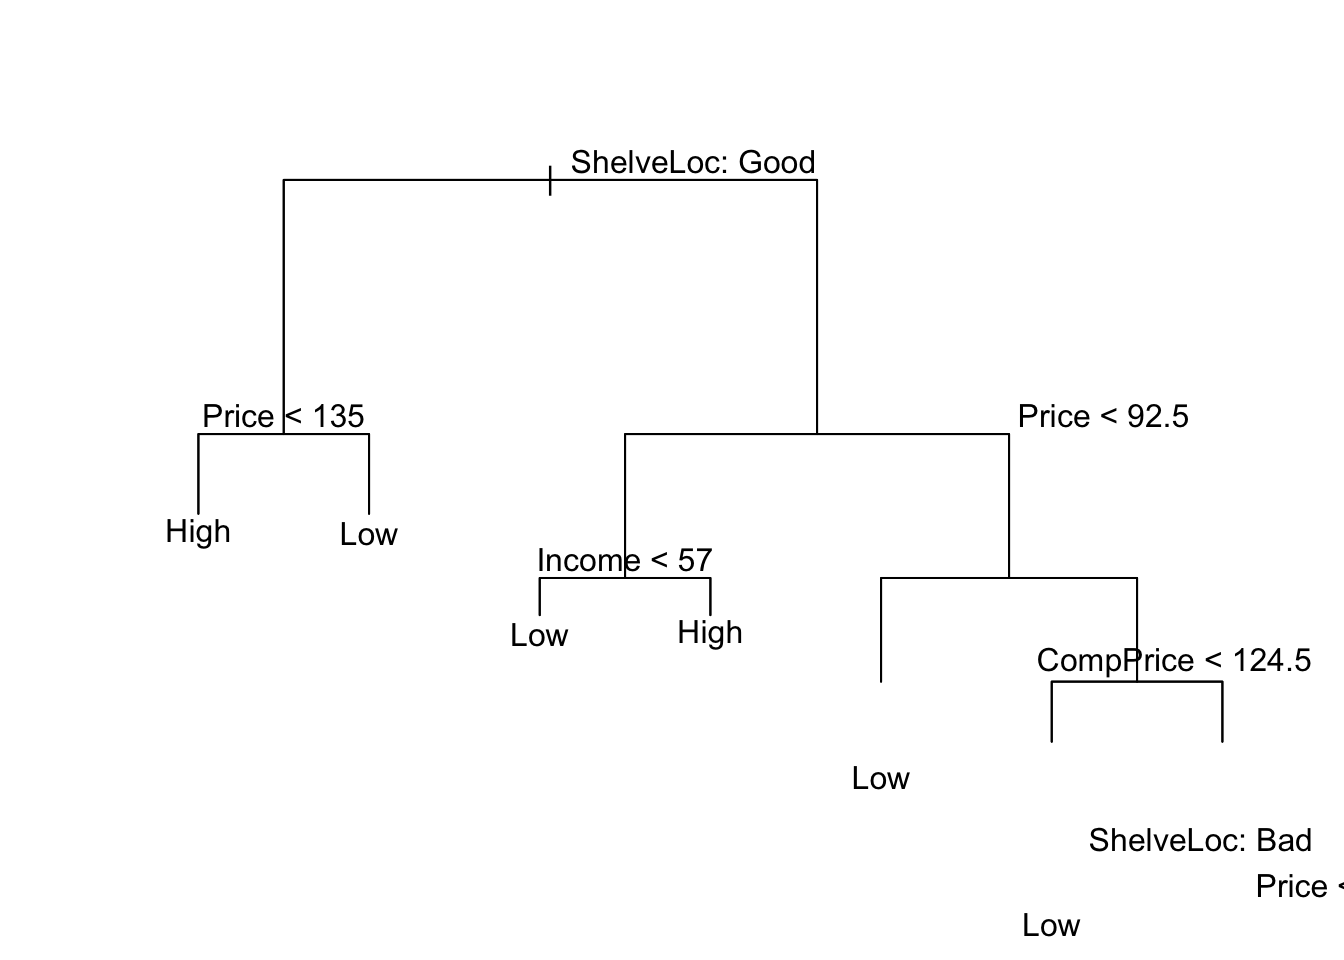 ShelveLoc: Good
Price < 135
Price < 92.5
High
Low
Income < 57
Low
High
CompPrice < 124.5
Low
ShelveLoc: Bad
Price <
Low